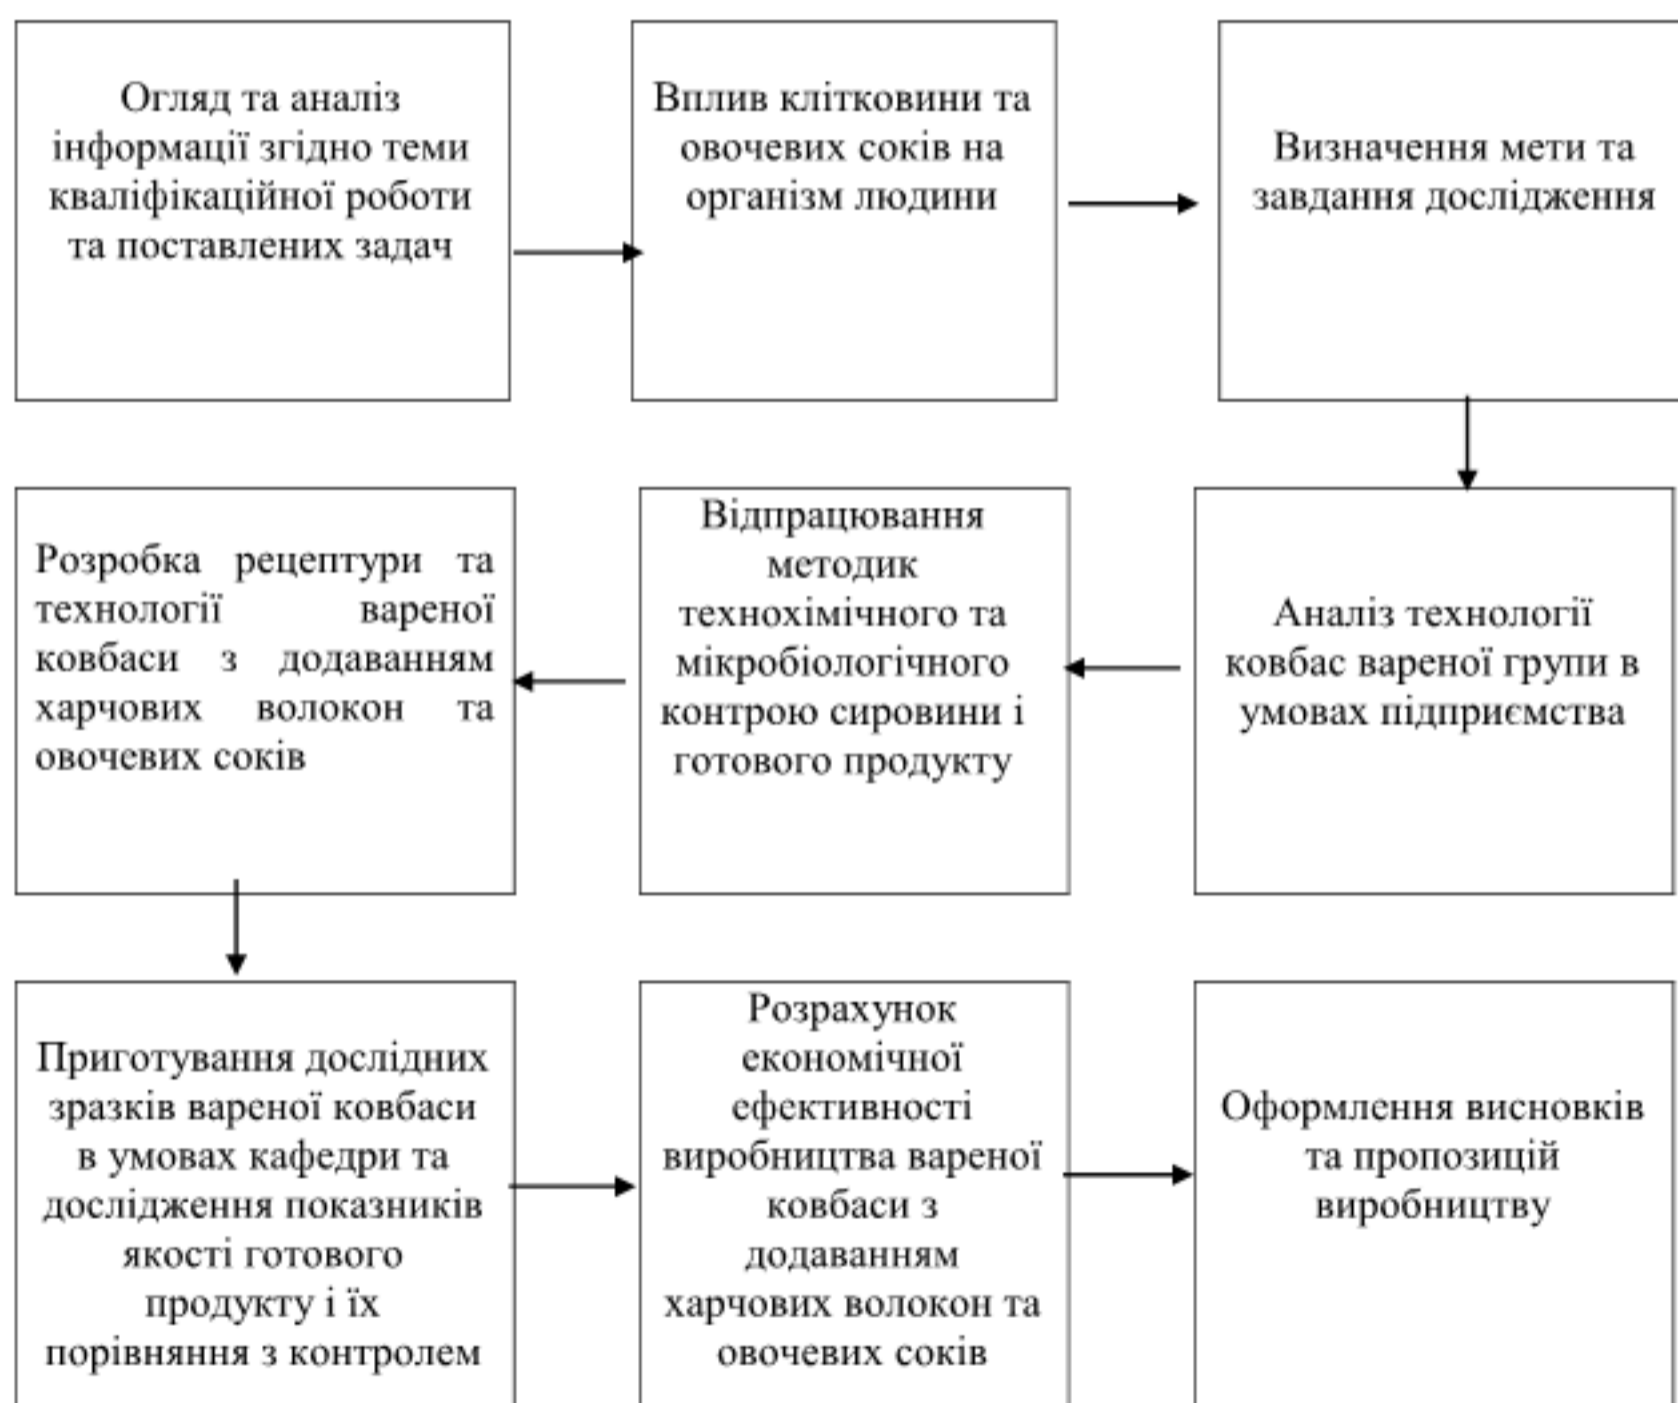 Огляд та аналіз
інформації згідно теми
кваліфікаційної роботи
та поставлених задач
Вплив клітковини та
овочевих соків на
організм людини
Визначення мети та
завдання дослідження
Аналіз технології
ковбас вареної групи в
умовах підприємства
Відпрацювання
методик
технохімічного та
мікробіологічного
контрою сировини і
готового продукту
Розробка рецептури та
технології вареної
ковбаси з додаванням
харчових волокон та
овочевих соків
Приготування дослідних
зразків вареної ковбаси
в умовах кафедри та
дослідження показників
якості готового
продукту і їх
порівняння з контролем
Розрахунок
економічної
ефективності
виробництва вареної
ковбаси з
додаванням
харчових волокон та
овочевих соків
Оформлення висновків
та пропозицій
виробництву